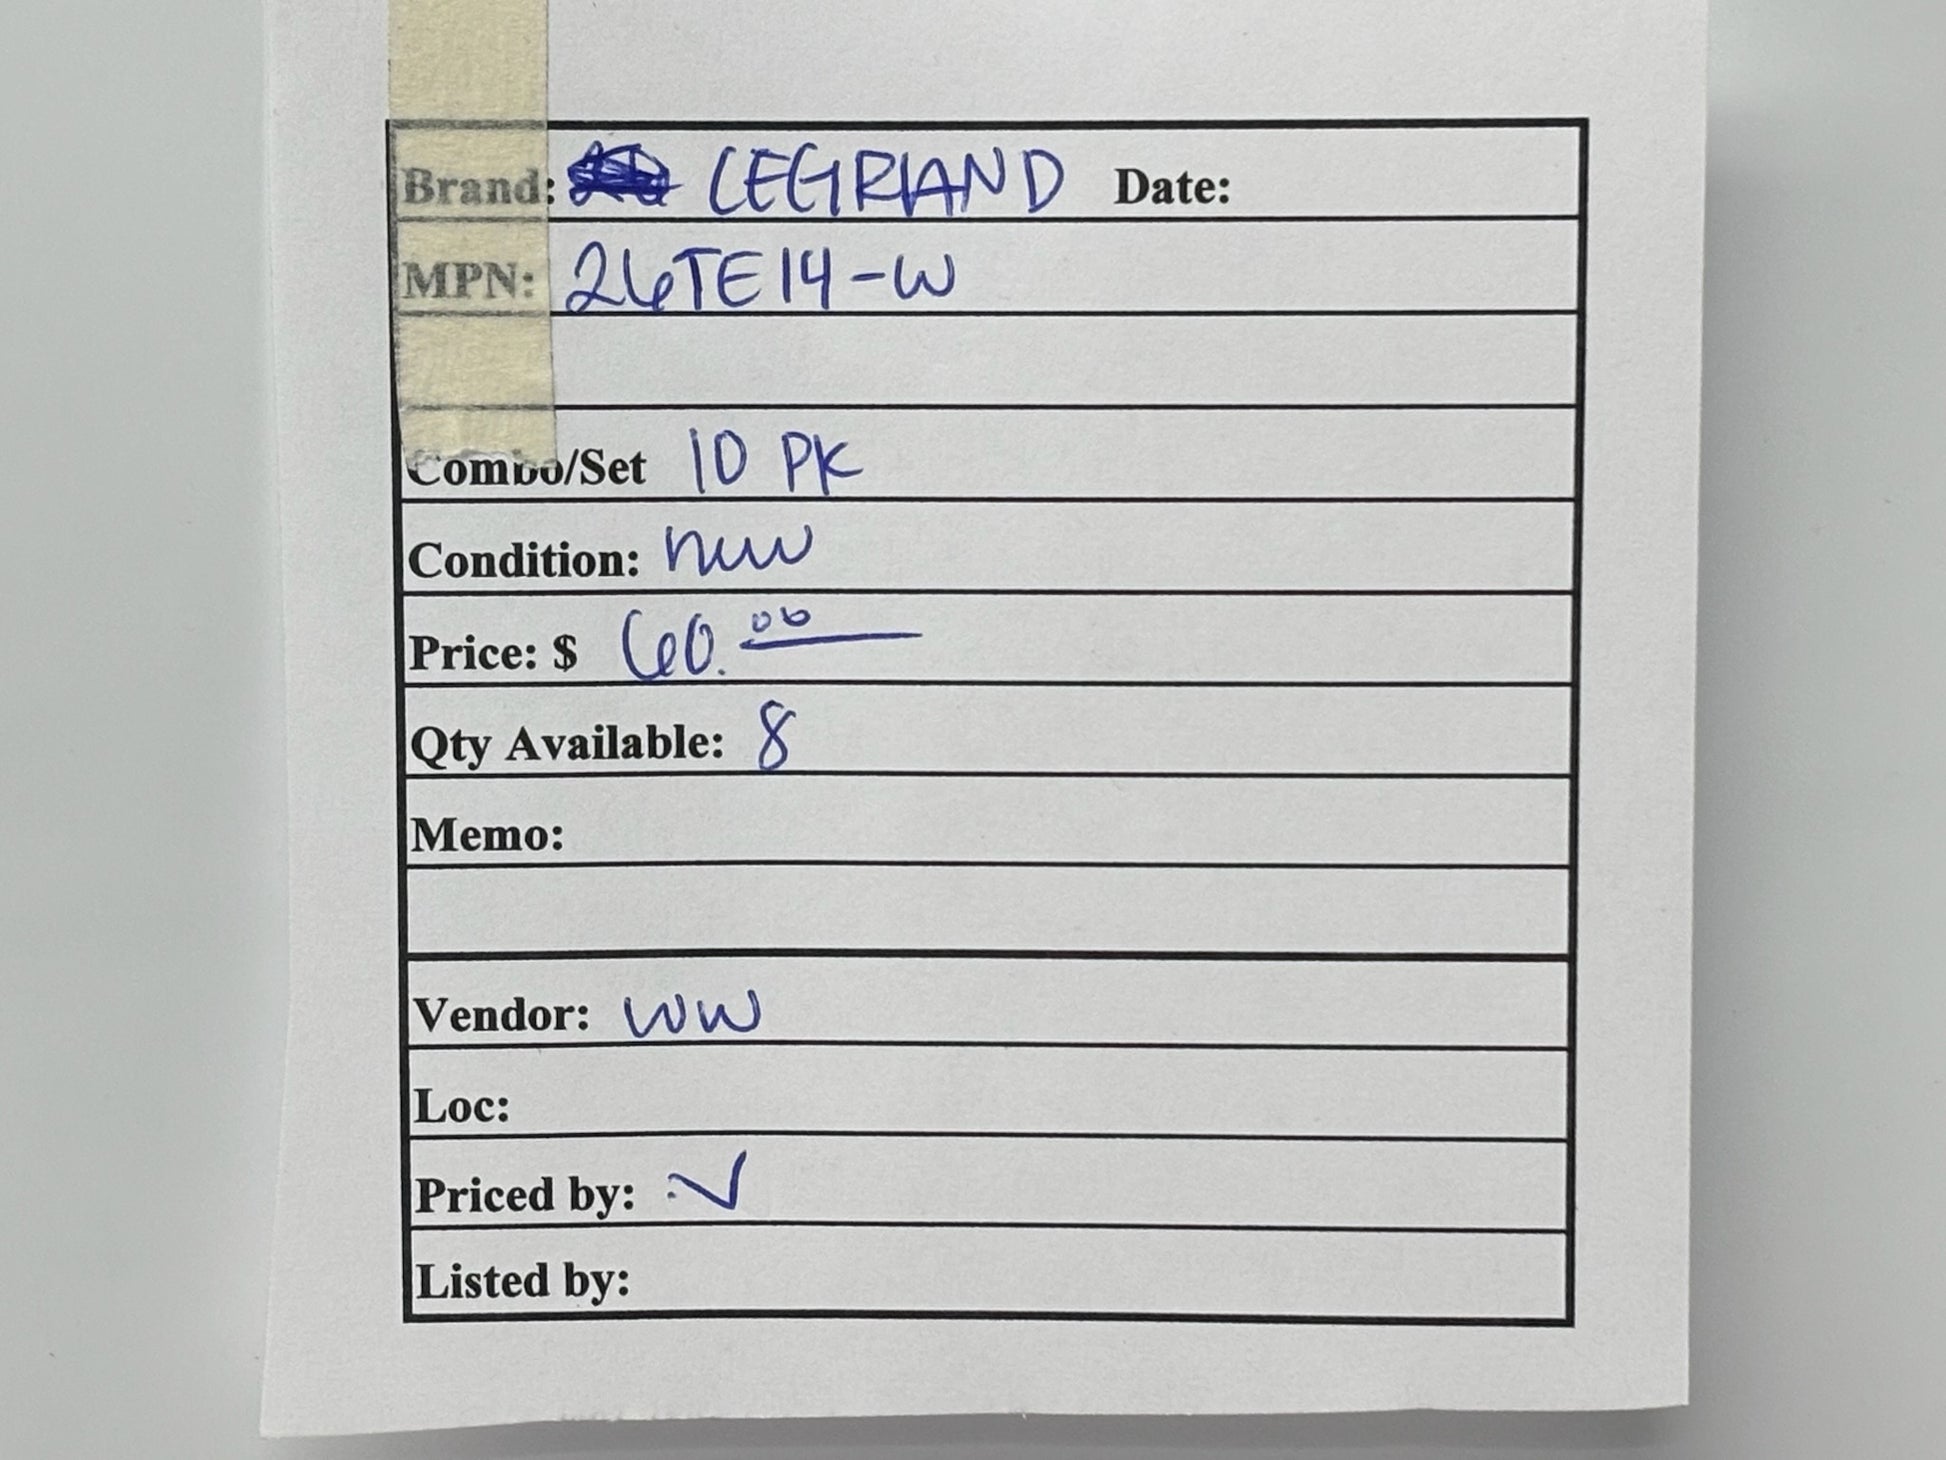 Brand: LEGRAND Date:
MPN: 26TE14-W
Combo/Set 10 PK
Condition: new
Price: $ 60.00
Qty Available: 8
Memo:
Vendor: WW
Loc:
Priced by:
Listed by: